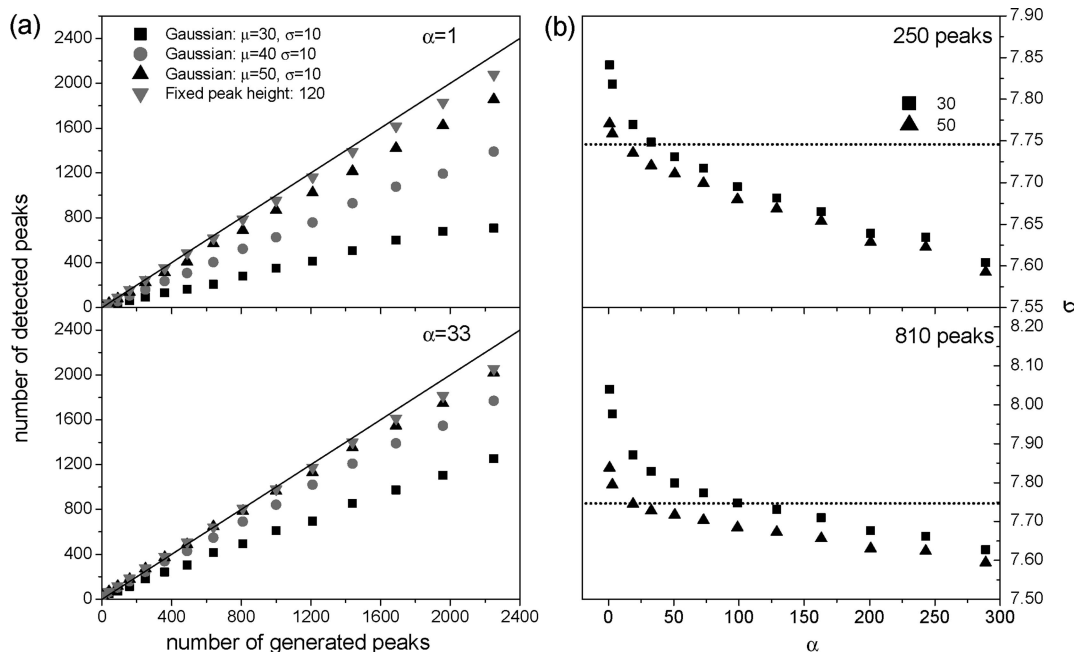 (a)
Gaussian: μ=30, σ=10
Gaussian: μ=40 σ=10
Gaussian: μ=50, σ=10
Fixed peak height: 120
α=1
2400
2000
1600
1200
800
400
0
α=33
2400
2000
1600
1200
800
400
0
0 400 800 1200 1600 2000 2400
number of generated peaks
number of detected peaks
(b)
250 peaks
30
50
7.90
7.85
7.80
7.75
7.70
7.65
7.60
7.55
810 peaks
8.20
8.10
8.00
7.90
7.80
7.70
7.60
7.50
0 50 100 150 200 250 300
α
σ